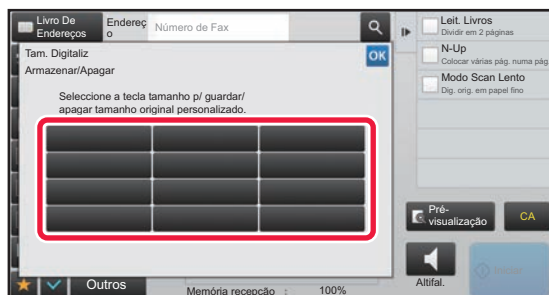 Livro De
Endereços
Endereç
o
Número de Fax
Tam. Digitaliz
OK
Armazenar/Apagar
Seleccione a tecla tamanho p/ guardar/
apagar tamanho original personalizado.
Outros
Memória recepção : 100%
Leit. Livros
Dividir em 2 páginas
N-Up
Colocar várias pág. numa pág
Modo Scan Lento
Dig. orig. em papel fino
Pré-
visualização
CA
Altifal.
Iniciar